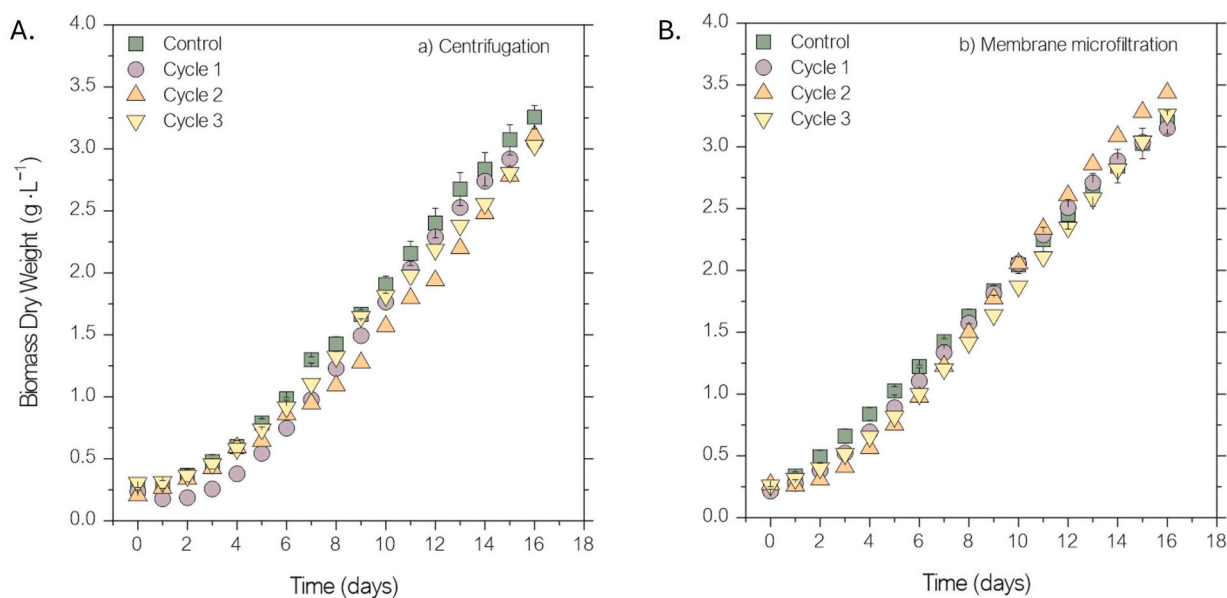 A.
a) Centrifugation
Control
Cycle 1
Cycle 2
Cycle 3
4.0
3.5
3.0
2.5
2.0
1.5
1.0
0.5
0.0
Biomass Dry Weight (g·L⁻¹)
0 2 4 6 8 10 12 14 16 18
Time (days)
B.
b) Membrane microfiltration
Control
Cycle 1
Cycle 2
Cycle 3
4.0
3.5
3.0
2.5
2.0
1.5
1.0
0.5
0.0
0 2 4 6 8 10 12 14 16 18
Time (days)